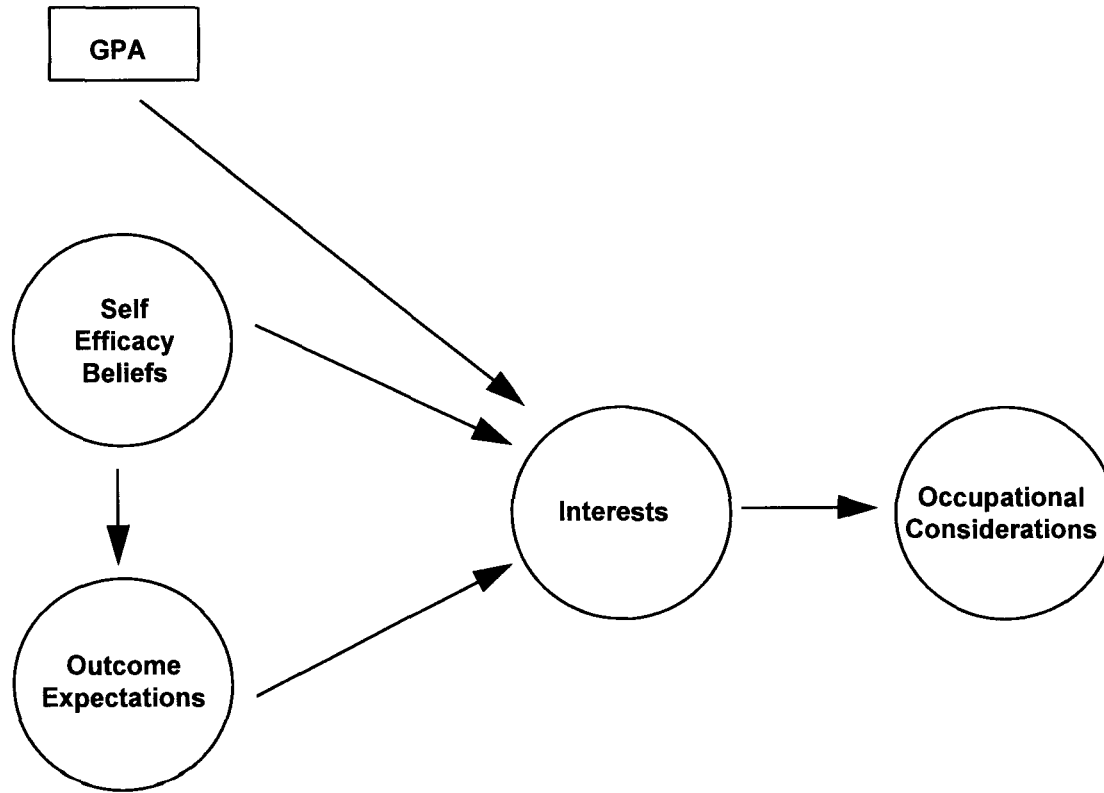 GPA
Self
Efficacy
Beliefs
Outcome
Expectations
Interests
Occupational
Considerations